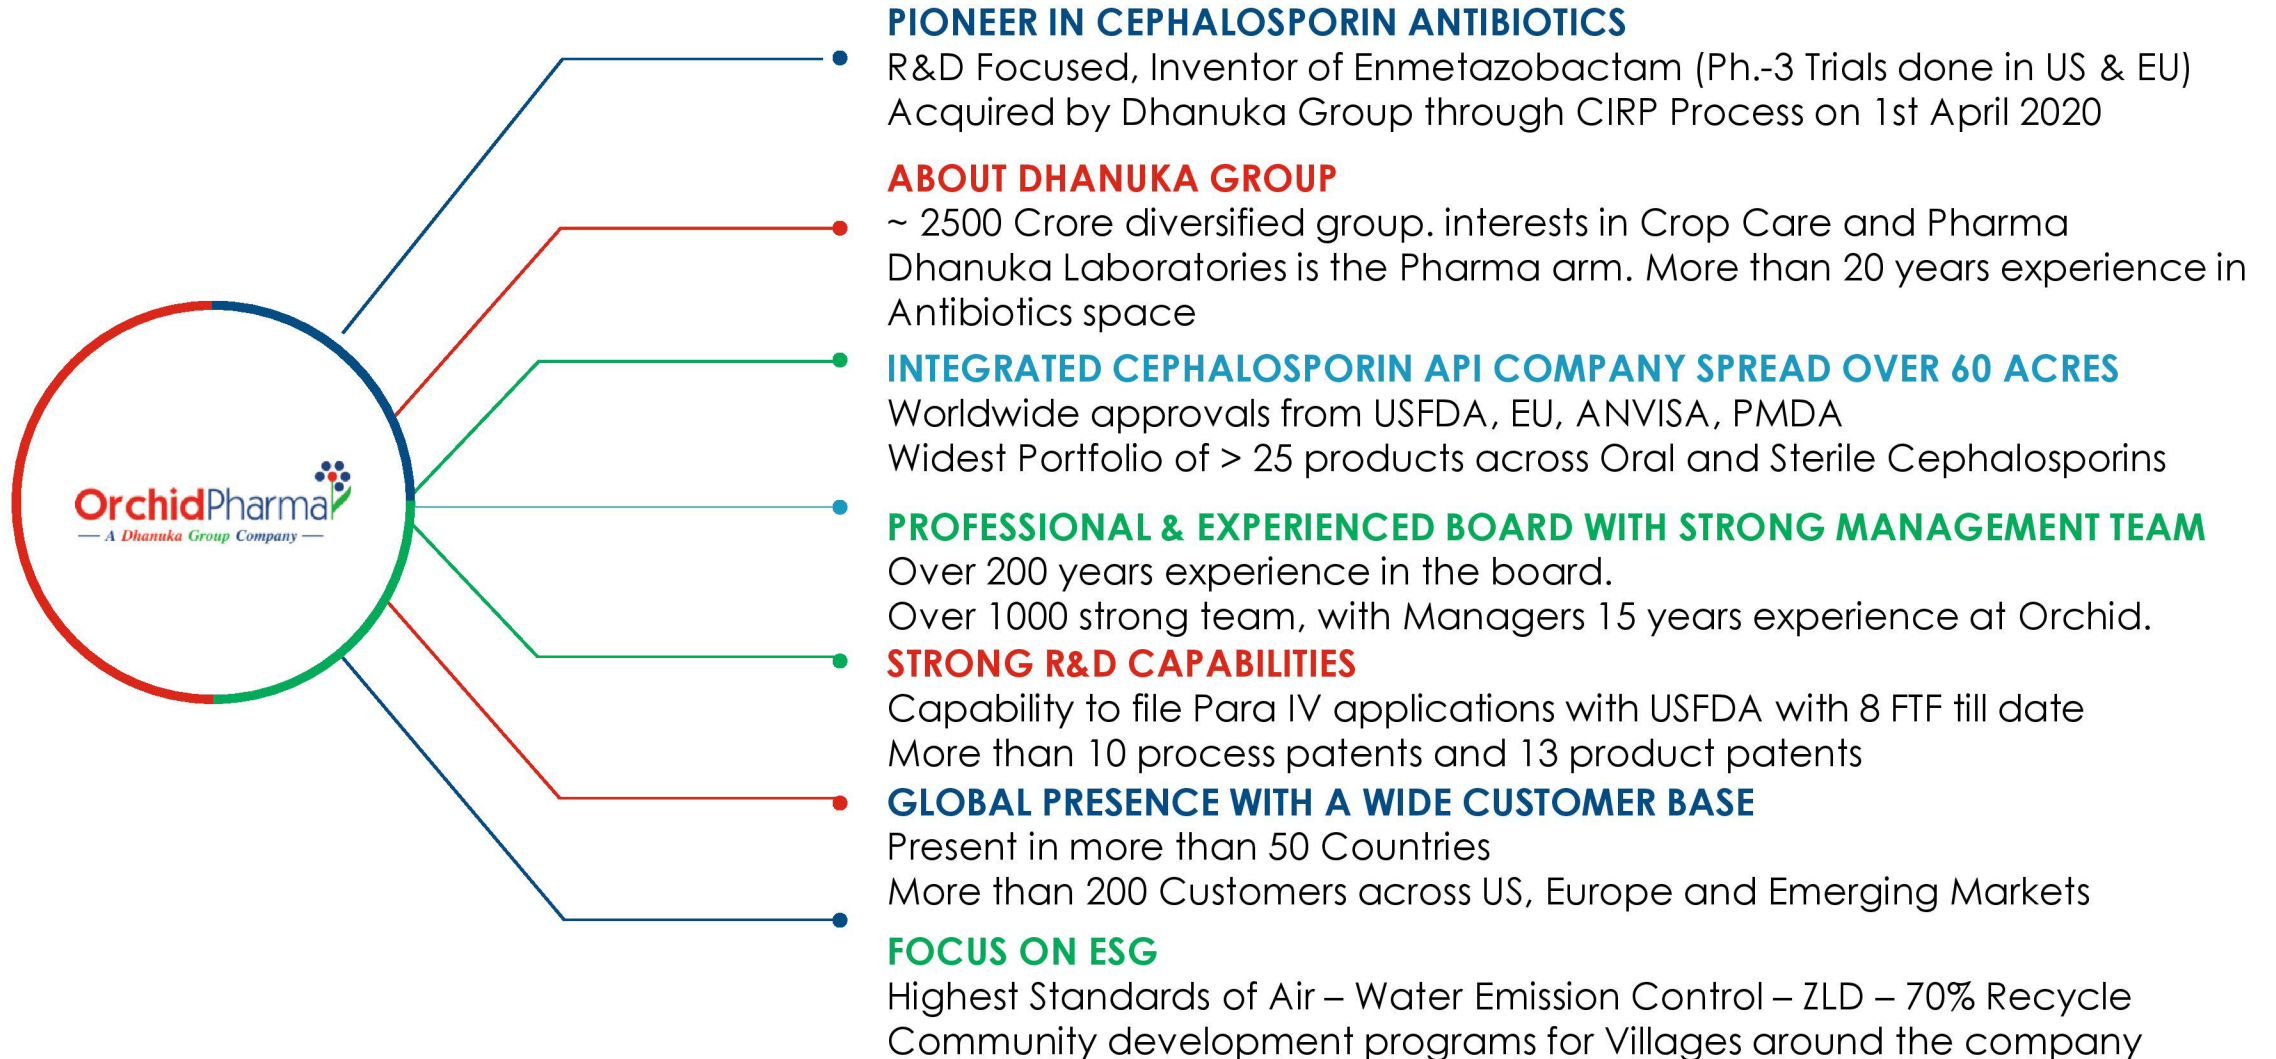 OrchidPharma
A Dhanuka Group Company
PIONEER IN CEPHALOSPORIN ANTIBIOTICS
R&D Focused, Inventor of Enmetazobactam (Ph.-3 Trials done in US & EU)
Acquired by Dhanuka Group through CIRP Process on 1st April 2020
ABOUT DHANUKA GROUP
~ 2500 Crore diversified group. interests in Crop Care and Pharma
Dhanuka Laboratories is the Pharma arm. More than 20 years experience in
Antibiotics space
INTEGRATED CEPHALOSPORIN API COMPANY SPREAD OVER 60 ACRES
Worldwide approvals from USFDA, EU, ANVISA, PMDA
Widest Portfolio of > 25 products across Oral and Sterile Cephalosporins
PROFESSIONAL & EXPERIENCED BOARD WITH STRONG MANAGEMENT TEAM
Over 200 years experience in the board.
Over 1000 strong team, with Managers 15 years experience at Orchid.
STRONG R&D CAPABILITIES
Capability to file Para IV applications with USFDA with 8 FTF till date
More than 10 process patents and 13 product patents
GLOBAL PRESENCE WITH A WIDE CUSTOMER BASE
Present in more than 50 Countries
More than 200 Customers across US, Europe and Emerging Markets
FOCUS ON ESG
Highest Standards of Air – Water Emission Control – ZLD – 70% Recycle
Community development programs for Villages around the company